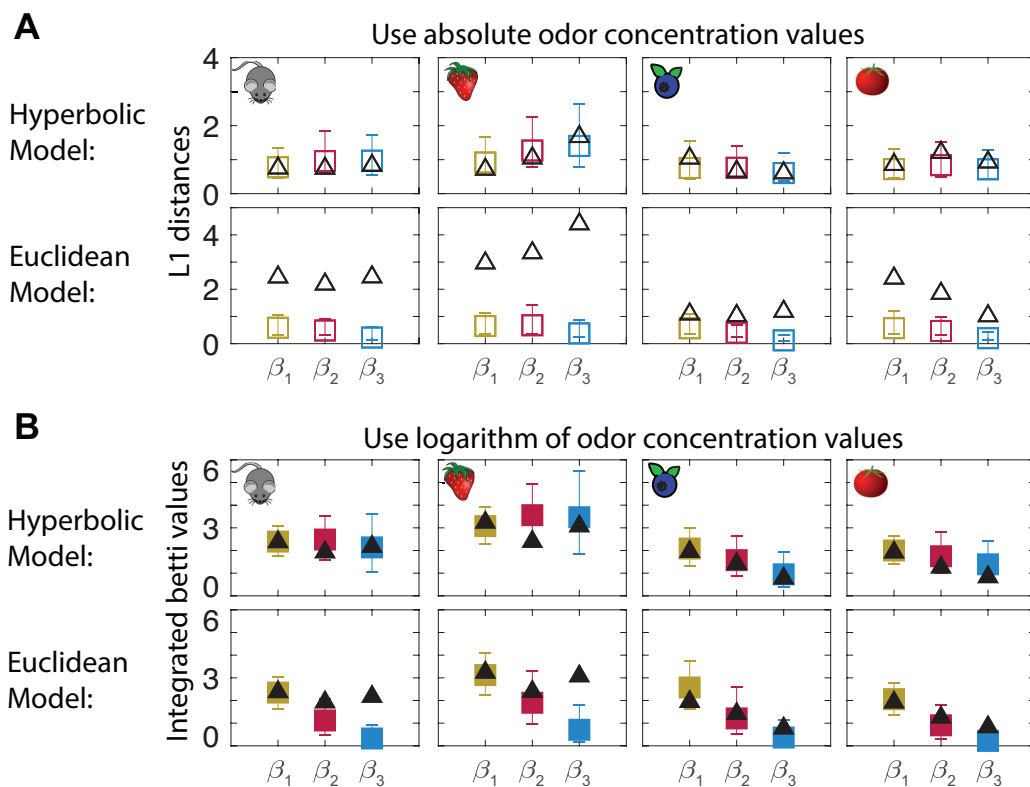 A
Use absolute odor concentration values
Hyperbolic
Model:
Euclidean
Model:
L1 distances
4
2
0
4
2
0
β1 β2 β3 β1 β2 β3 β1 β2 β3 β1 β2 β3
B
Use logarithm of odor concentration values
Hyperbolic
Model:
Euclidean
Model:
Integrated betti values
6
3
0
6
3
0
β1 β2 β3 β1 β2 β3 β1 β2 β3 β1 β2 β3